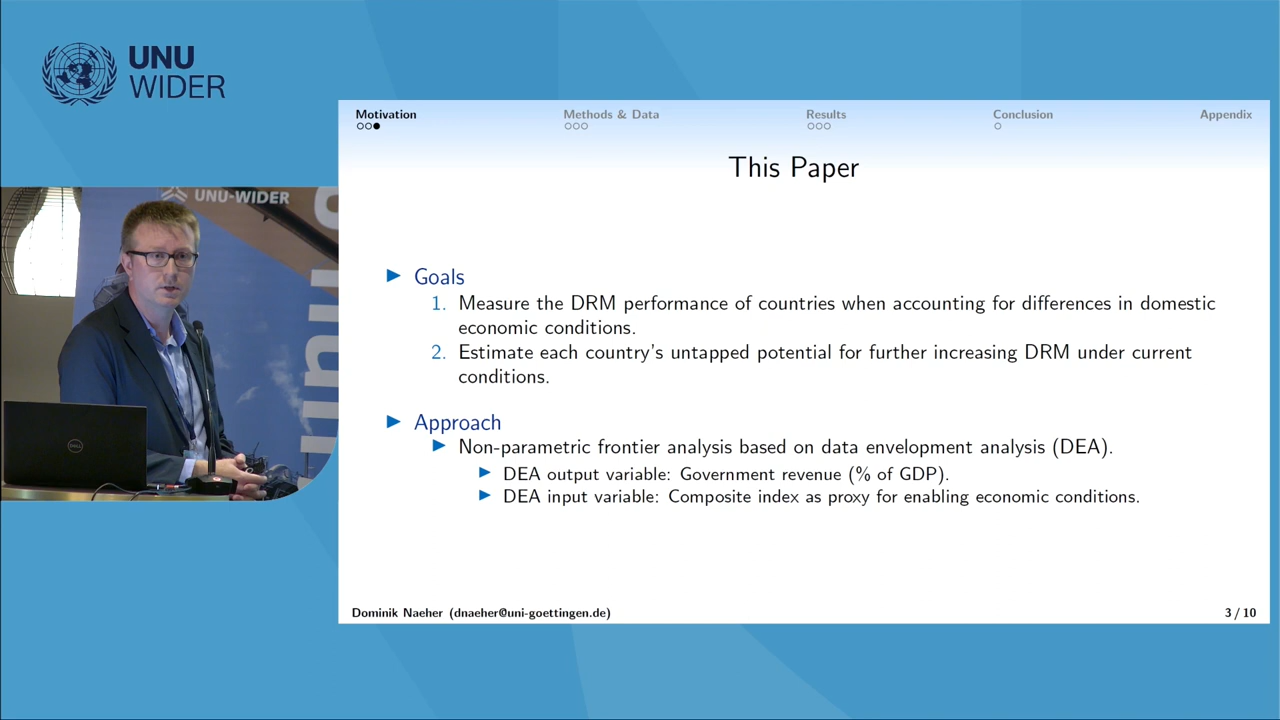 UNU
WIDER
UNU-WIDER
Motivation
Methods & Data
Results
Conclusion
Appendix
This Paper
Goals
1. Measure the DRM performance of countries when accounting for differences in domestic
economic conditions.
2. Estimate each country's untapped potential for further increasing DRM under current
conditions.
Approach
Non-parametric frontier analysis based on data envelopment analysis (DEA).
DEA output variable: Government revenue (% of GDP).
DEA input variable: Composite index as proxy for enabling economic conditions.
Dominik Naeher (dnaeher@uni-goettingen.de)
3 / 10
DELL